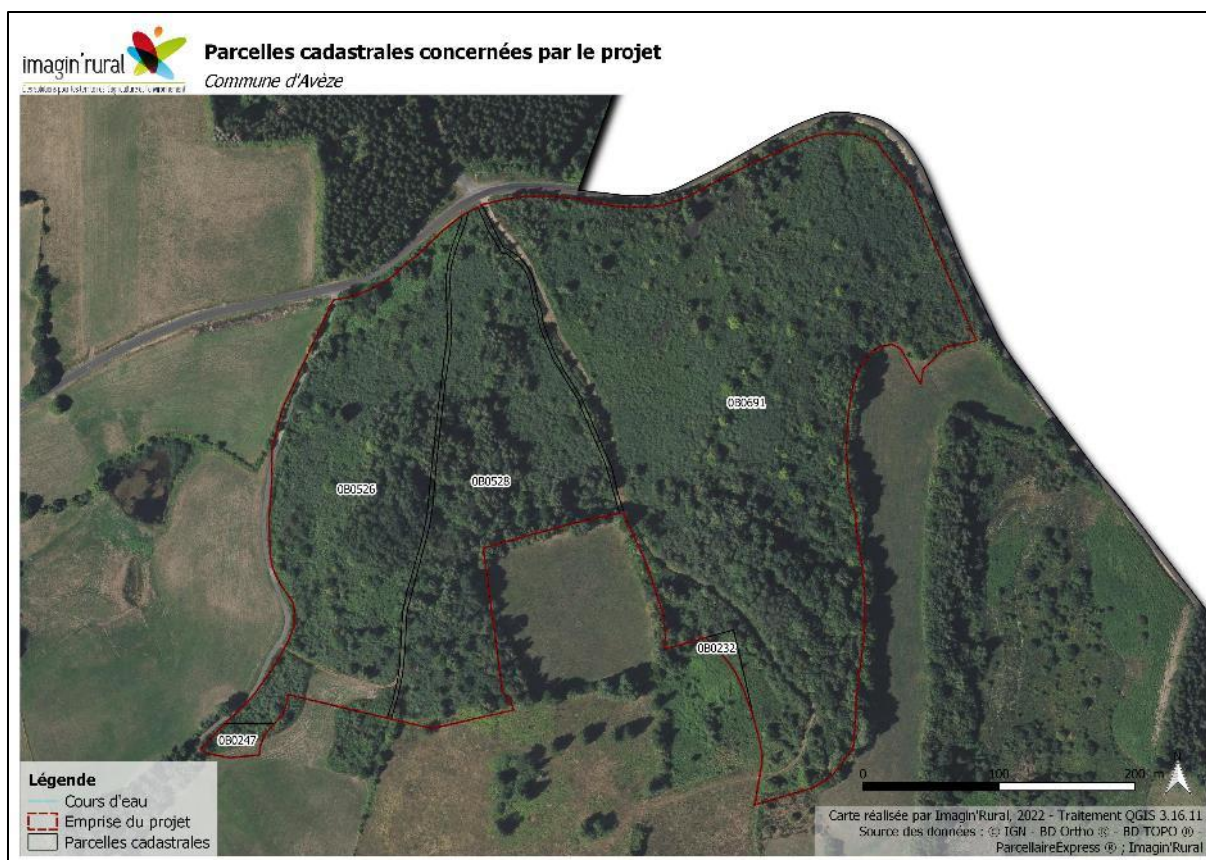 imagin'rural
Parcelles cadastrales concernées par le projet
Commune d'Avèze
0B0691
0B0526
0B0528
0B0232
0B0247
Légende
Cours d'eau
Emprise du projet
Parcelles cadastrales
0 100 200 m
N
Carte réalisée par Imagin'Rural, 2022 - Traitement QGIS 3.16.11
Source des données : © IGN - BD Ortho ® - BD TOPO ® -
ParcellaireExpress ® ; Imagin'Rural